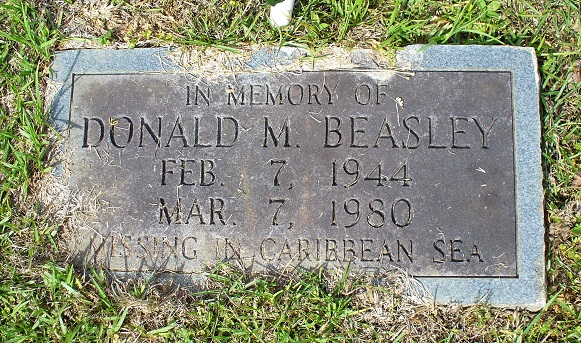 IN MEMORY OF
DONALD M. BEASLEY
FEB. 7, 1944
MAR. 7, 1980
MISSING IN CARIBBEAN SEA